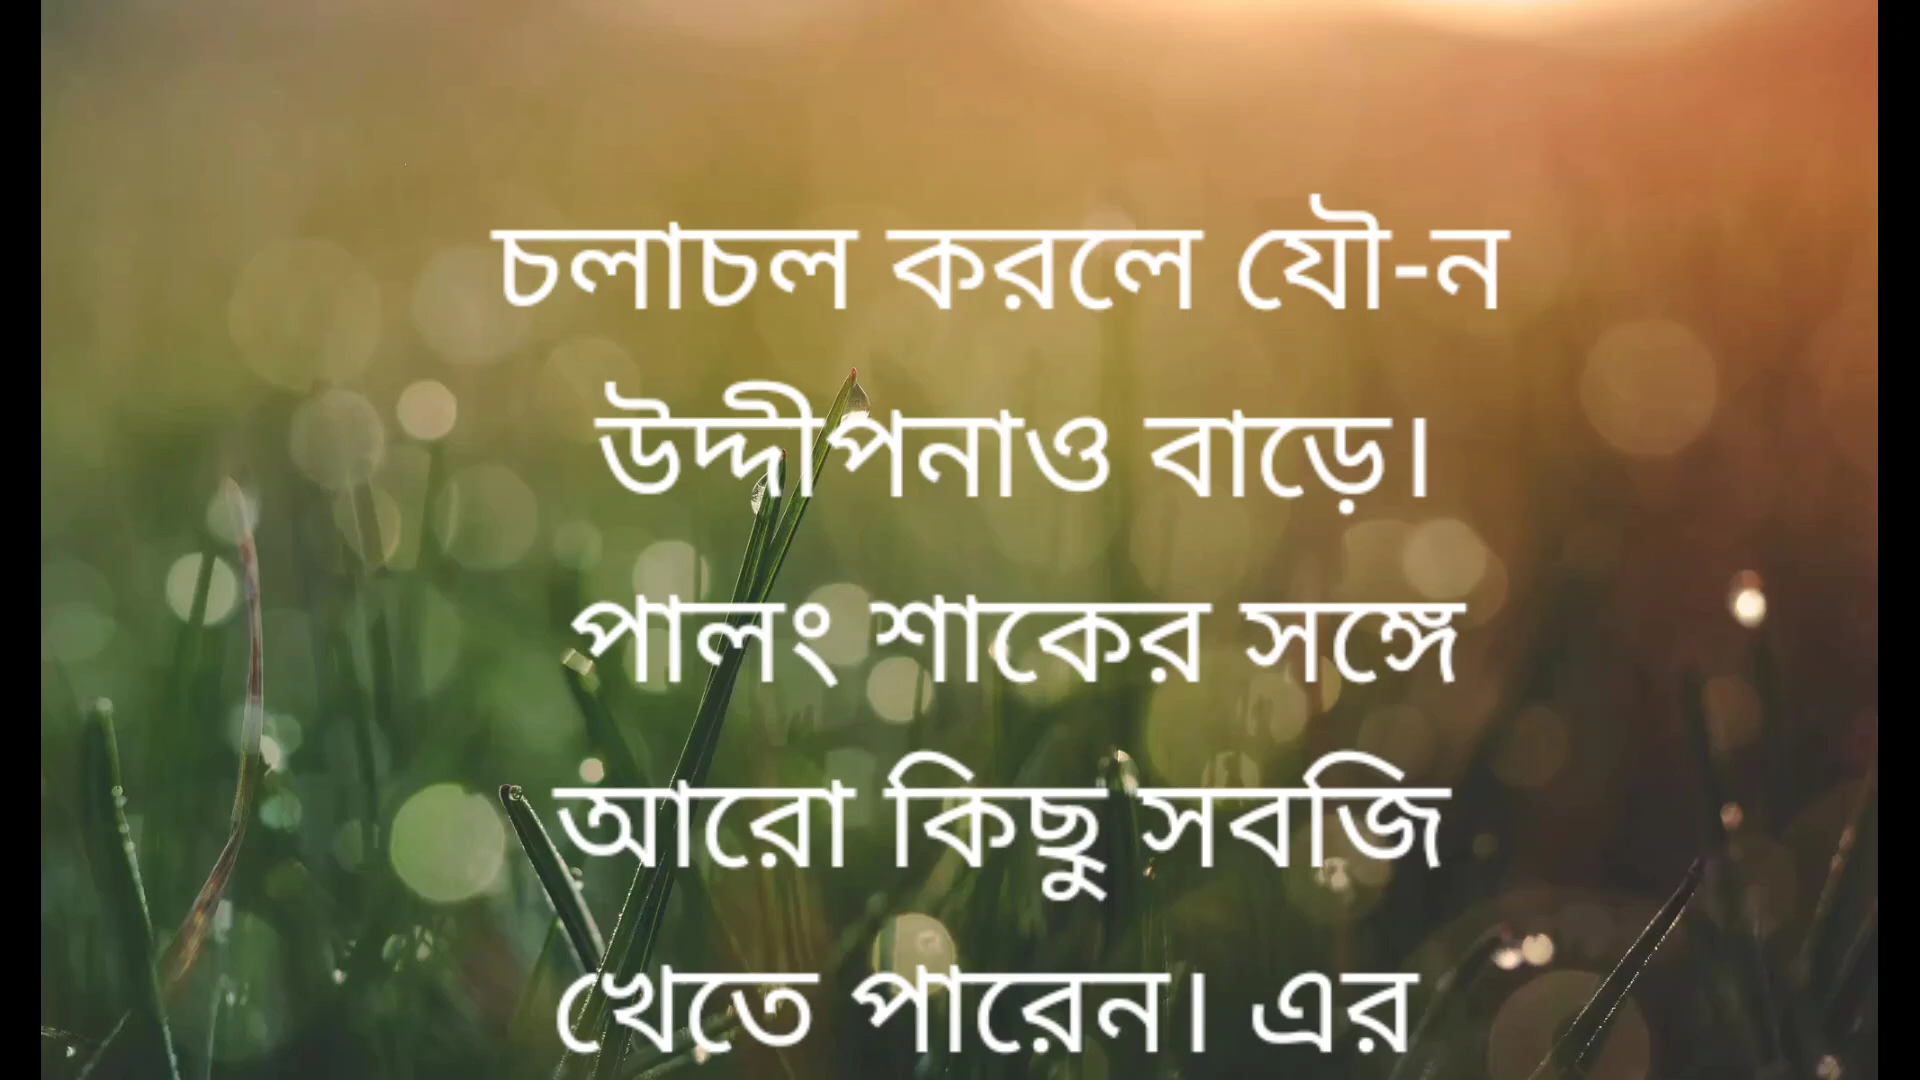 চলাচল করলে যৌ-ন
উদ্দীপনাও বাড়ে।
পালং শাকের সঙ্গে
আরো কিছু সবজি
খেতে পারেন। এর